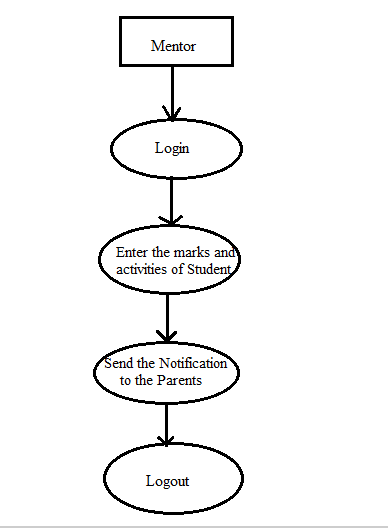 Mentor
Login
Enter the marks and
activities of Student
Send the Notification
to the Parents
Logout